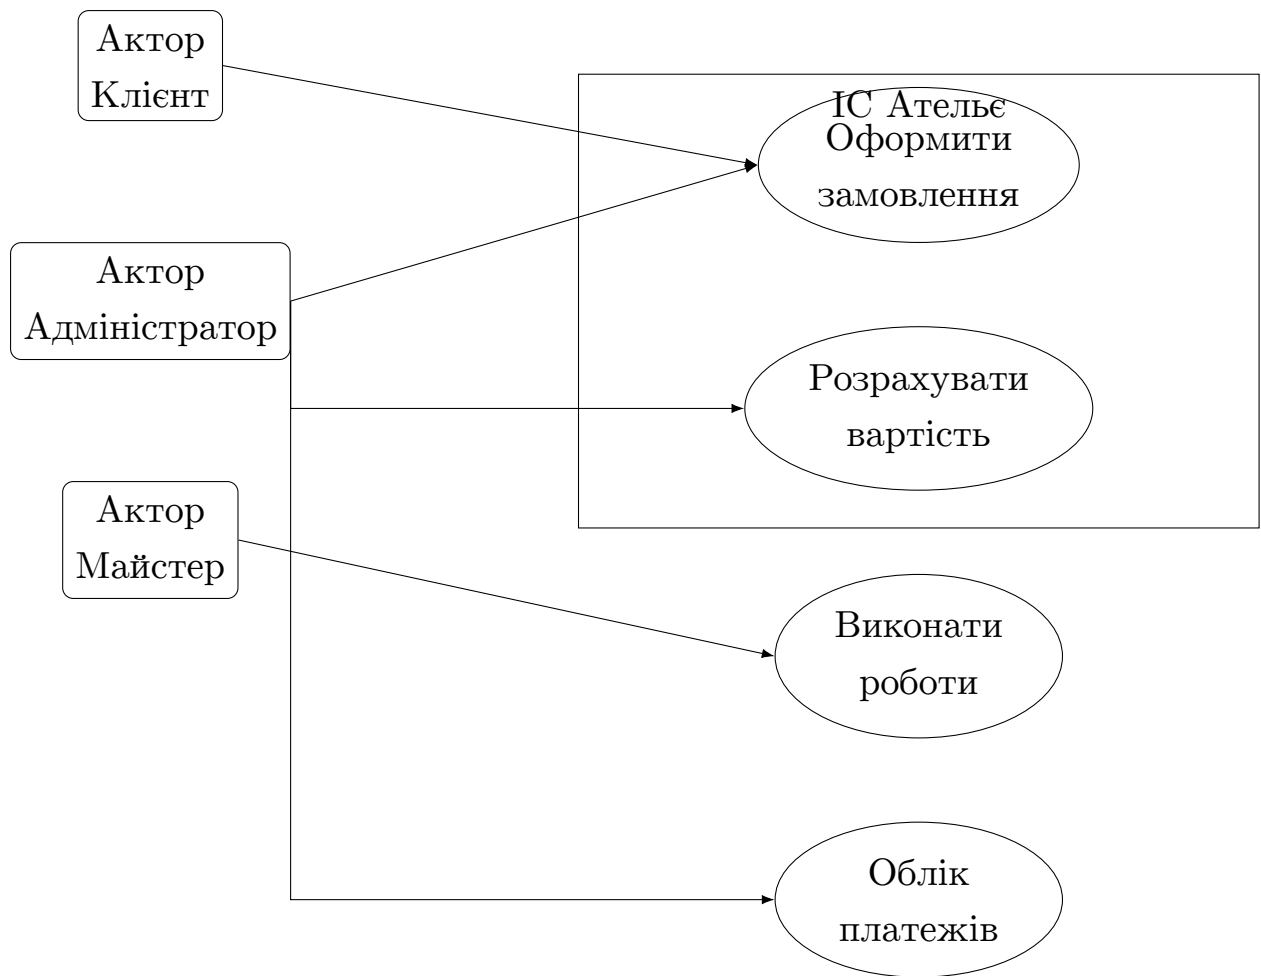 Актор
Клієнт
ІС Ательє
Оформити
замовлення
Актор
Адміністратор
Розрахувати
вартість
Актор
Майстер
Виконати
роботи
Облік
платежів